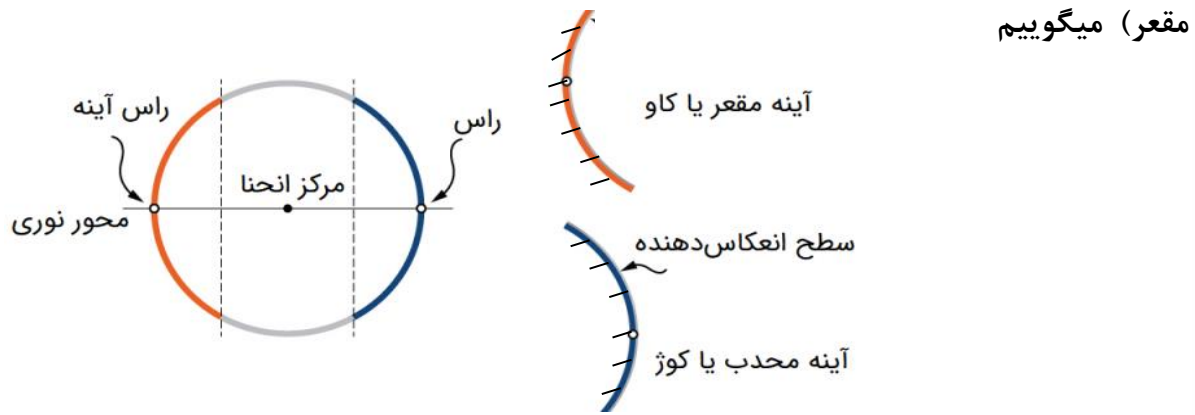 مقعر) میگوییم
آینه مقعر یا کاو
راس آینه
راس
مرکز انحنا
محور نوری
سطح انعکاس‌دهنده
آینه محدب یا کوژ